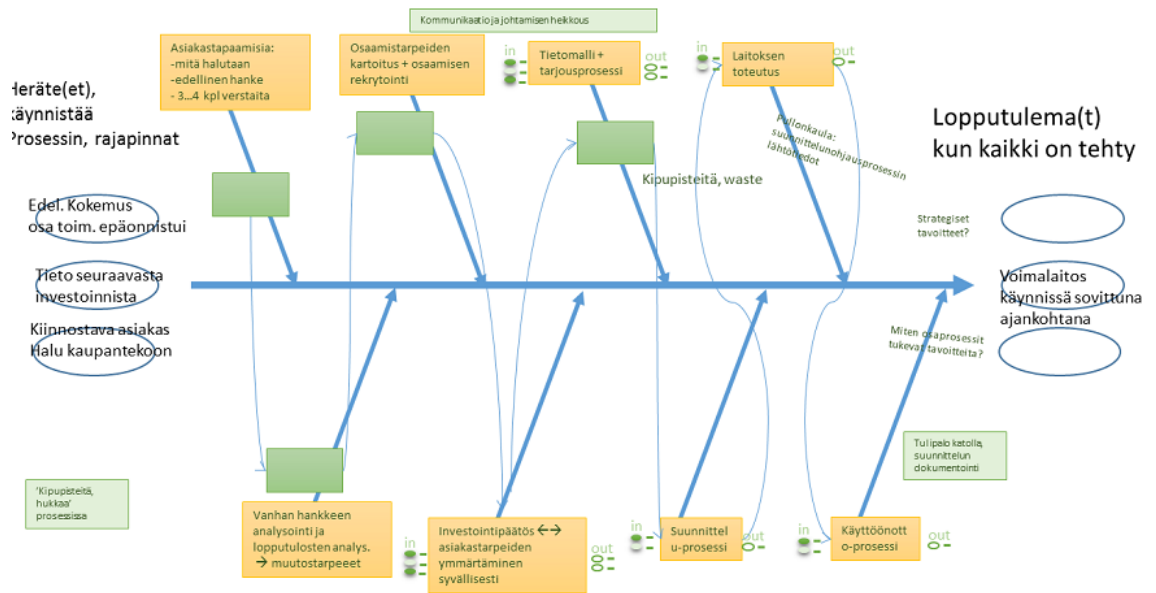 Kommunikaatio ja johtamisen heikkous
Asiakastapaamisia:
-mitä halutaan
-edellinen hanke
- 3...4 kpl verstaita
Osaamistarpeiden
kartoitus + osaamisen
rekrytointi
in
Tietomalli +
tarjousprosessi
out
in
Laitoksen
toteutus
out
Heräte(et),
käynnistää
Prosessin, rajapinnat
Lopputulema(t)
kun kaikki on tehty
Pullonkaula:
suunnittelunohjausprosessin
lähtötiedot
Kipupisteitä, waste
Edel. Kokemus
osa toim. epäonnistui
Strategiset
tavoitteet?
Tieto seuraavasta
investoinnista
Voimalaitos
käynnissä sovittuna
ajankohtana
Kiinnostava asiakas
Halu kaupantekoon
Miten osaprosessit
tukevat tavoitteita?
Tulipalo katolla,
suunnittelun
dokumentointi
'Kipupisteitä,
hukkaa'
prosessissa
Vanhan hankkeen
analysointi ja
lopputulosten analys.
→ muutostarpeeet
in
Investointipäätös ←→
asiakastarpeiden
ymmärtäminen
syvällisesti
out
in
Suunnittel
u-prosessi
out
in
Käyttöönott
o-prosessi
out